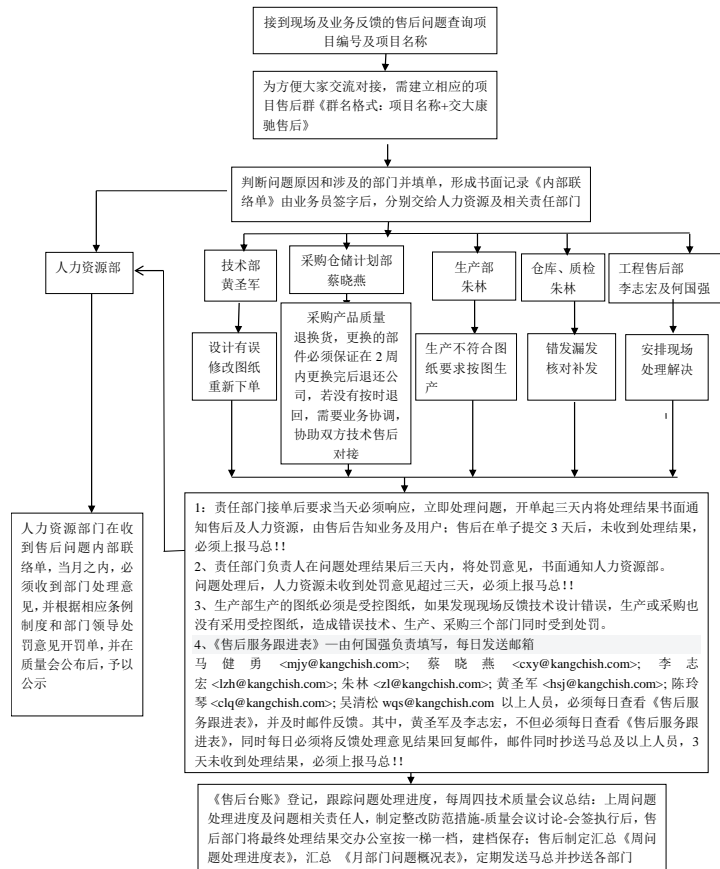 接到现场及业务反馈的售后问题查询项
目编号及项目名称
为方便大家交流对接，需建立相应的项
目售后群《群名格式：项目名称+交大康
驰售后》
判断问题原因和涉及的部门并填单，形成书面记录《内部联
络单》由业务员签字后，分别交给人力资源及相关责任部门
人力资源部
技术部
黄圣军
采购仓储计划部
蔡晓燕
生产部
朱林
仓库、质检
朱林
工程售后部
李志宏及何国强
设计有误
修改图纸
重新下单
采购产品质量
退换货，更换的部
件必须保证在 2 周
内更换完后退还公
司，若没有按时退
回，需要业务协调，
协助双方技术售后
对接
生产不符合图
纸要求按图生
产
错发漏发
核对补发
安排现场
处理解决
人力资源部门在收
到售后问题内部联
络单，当月之内，必
须收到部门处理意
见，并根据相应条例
制度和部门领导处
罚意见开罚单，并在
质量会公布后，予以
公示
1：责任部门接单后要求当天必须响应，立即处理问题，开单起三天内将处理结果书面通
知售后及人力资源，由售后告知业务及用户：售后在单子提交 3 天后，未收到处理结果，
必须上报马总!!
2、责任部门负责人在问题处理结果后三天内，将处罚意见，书面通知人力资源部。
问题处理后，人力资源未收到处罚意见超过三天，必须上报马总!!
3、生产部生产的图纸必须是受控图纸，如果发现现场反馈技术设计错误，生产或采购也
没有采用受控图纸，造成错误技术、生产、采购三个部门同时受到处罚。
4、《售后服务跟进表》—由何国强负责填写，每日发送邮箱
马 健 勇 <mjy@kangchish.com>; 蔡 晓 燕 <cxy@kangchish.com>; 李 志
宏 <lzh@kangchish.com>; 朱林 <zl@kangchish.com>; 黄圣军 <hsj@kangchish.com>; 陈玲
琴 <clq@kangchish.com>; 吴清松 wqs@kangchish.com 以上人员，必须每日查看《售后服
务跟进表》，并及时邮件反馈。其中，黄圣军及李志宏，不但必须每日查看《售后服务跟
进表》，同时每日必须将反馈处理意见结果回复邮件，邮件同时抄送马总及以上人员，3
天未收到处理结果，必须上报马总!!
《售后台账》登记，跟踪问题处理进度，每周四技术质量会议总结：上周问题
处理进度及问题相关责任人，制定整改防范措施-质量会议讨论-会签执行后，售
后部门将最终处理结果交办公室按一梯一档，建档保存：售后制定汇总《周问
题处理进度表》，汇总 《月部门问题概况表》，定期发送马总并抄送各部门